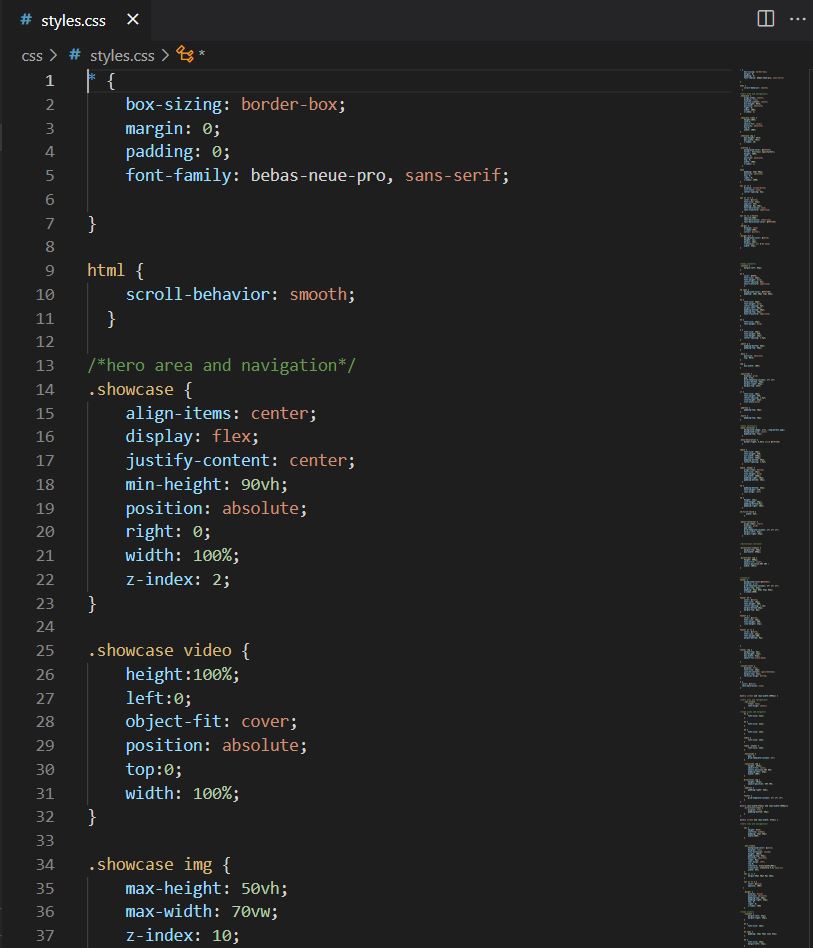 # styles.css ×
css > # styles.css > *
1 * {
2     box-sizing: border-box;
3     margin: 0;
4     padding: 0;
5     font-family: bebas-neue-pro, sans-serif;
6
7 }
8
9 html {
10     scroll-behavior: smooth;
11   }
12
13 /*hero area and navigation*/
14 .showcase {
15     align-items: center;
16     display: flex;
17     justify-content: center;
18     min-height: 90vh;
19     position: absolute;
20     right: 0;
21     width: 100%;
22     z-index: 2;
23 }
24
25 .showcase video {
26     height:100%;
27     left:0;
28     object-fit: cover;
29     position: absolute;
30     top:0;
31     width: 100%;
32 }
33
34 .showcase img {
35     max-height: 50vh;
36     max-width: 70vw;
37     z-index: 10;